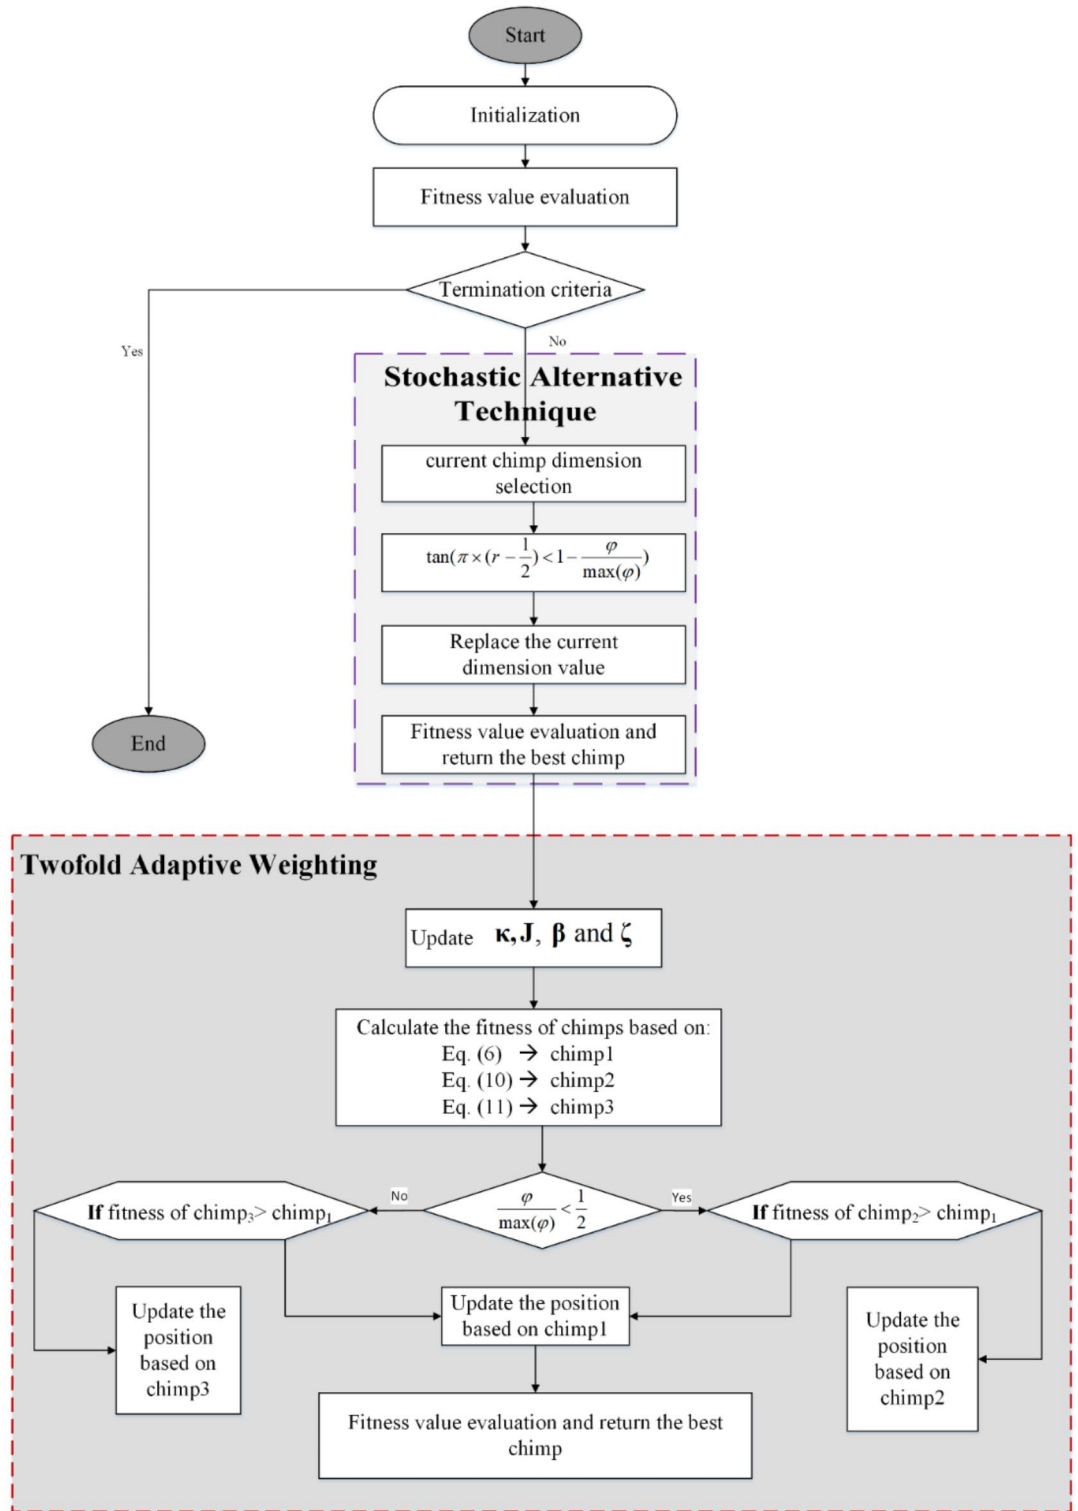 Start
Initialization
Fitness value evaluation
Termination criteria
Yes
No
Stochastic Alternative
Technique
current chimp dimension
selection
tan(π × (r − 1/2) < 1 − φ/max(φ))
Replace the current
dimension value
Fitness value evaluation and
return the best chimp
End
Twofold Adaptive Weighting
Update κ, J, β and ζ
Calculate the fitness of chimps based on:
Eq. (6) → chimp1
Eq. (10) → chimp2
Eq. (11) → chimp3
If fitness of chimp₃> chimp₁
No
φ/max(φ) < 1/2
Yes
If fitness of chimp₂> chimp₁
Update the
position
based on
chimp3
Update the position
based on chimp1
Update the
position
based on
chimp2
Fitness value evaluation and return the best
chimp